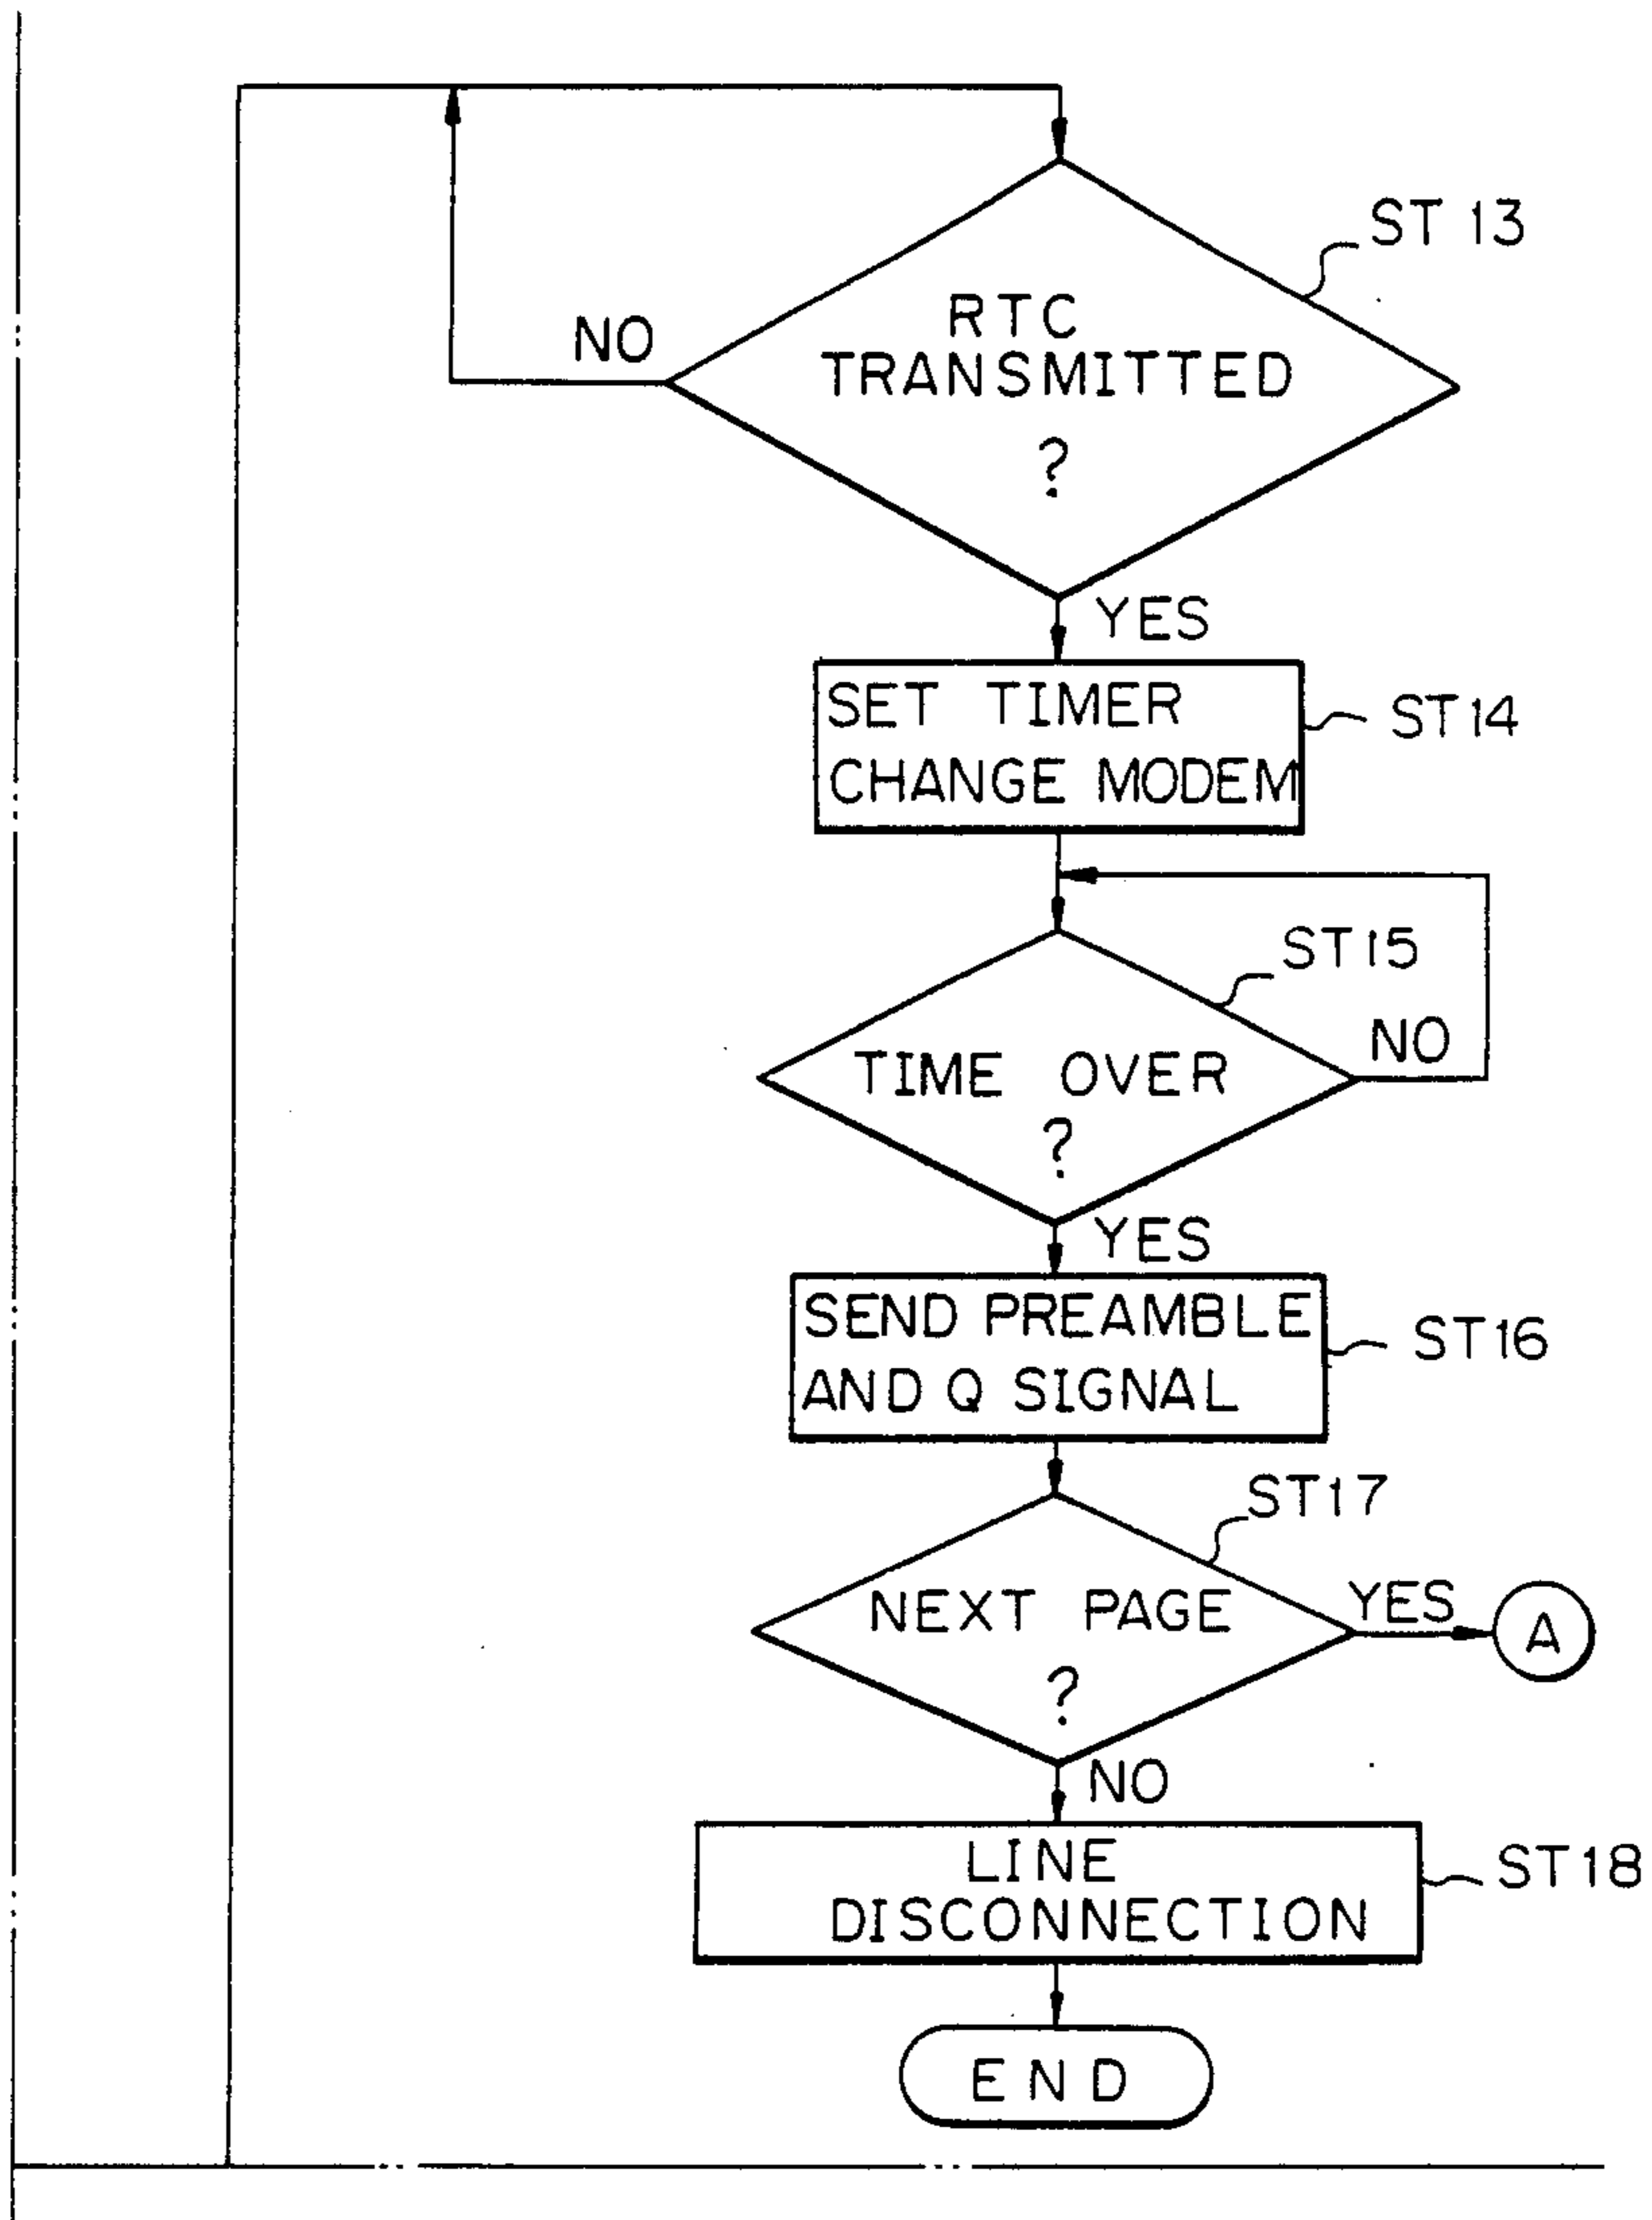 ST 13
RTC
TRANSMITTED
?
NO
YES
SET TIMER
CHANGE MODEM
ST14
ST15
TIME OVER
?
NO
YES
SEND PREAMBLE
AND Q SIGNAL
ST16
ST17
NEXT PAGE
?
YES
A
NO
LINE
DISCONNECTION
ST18
END